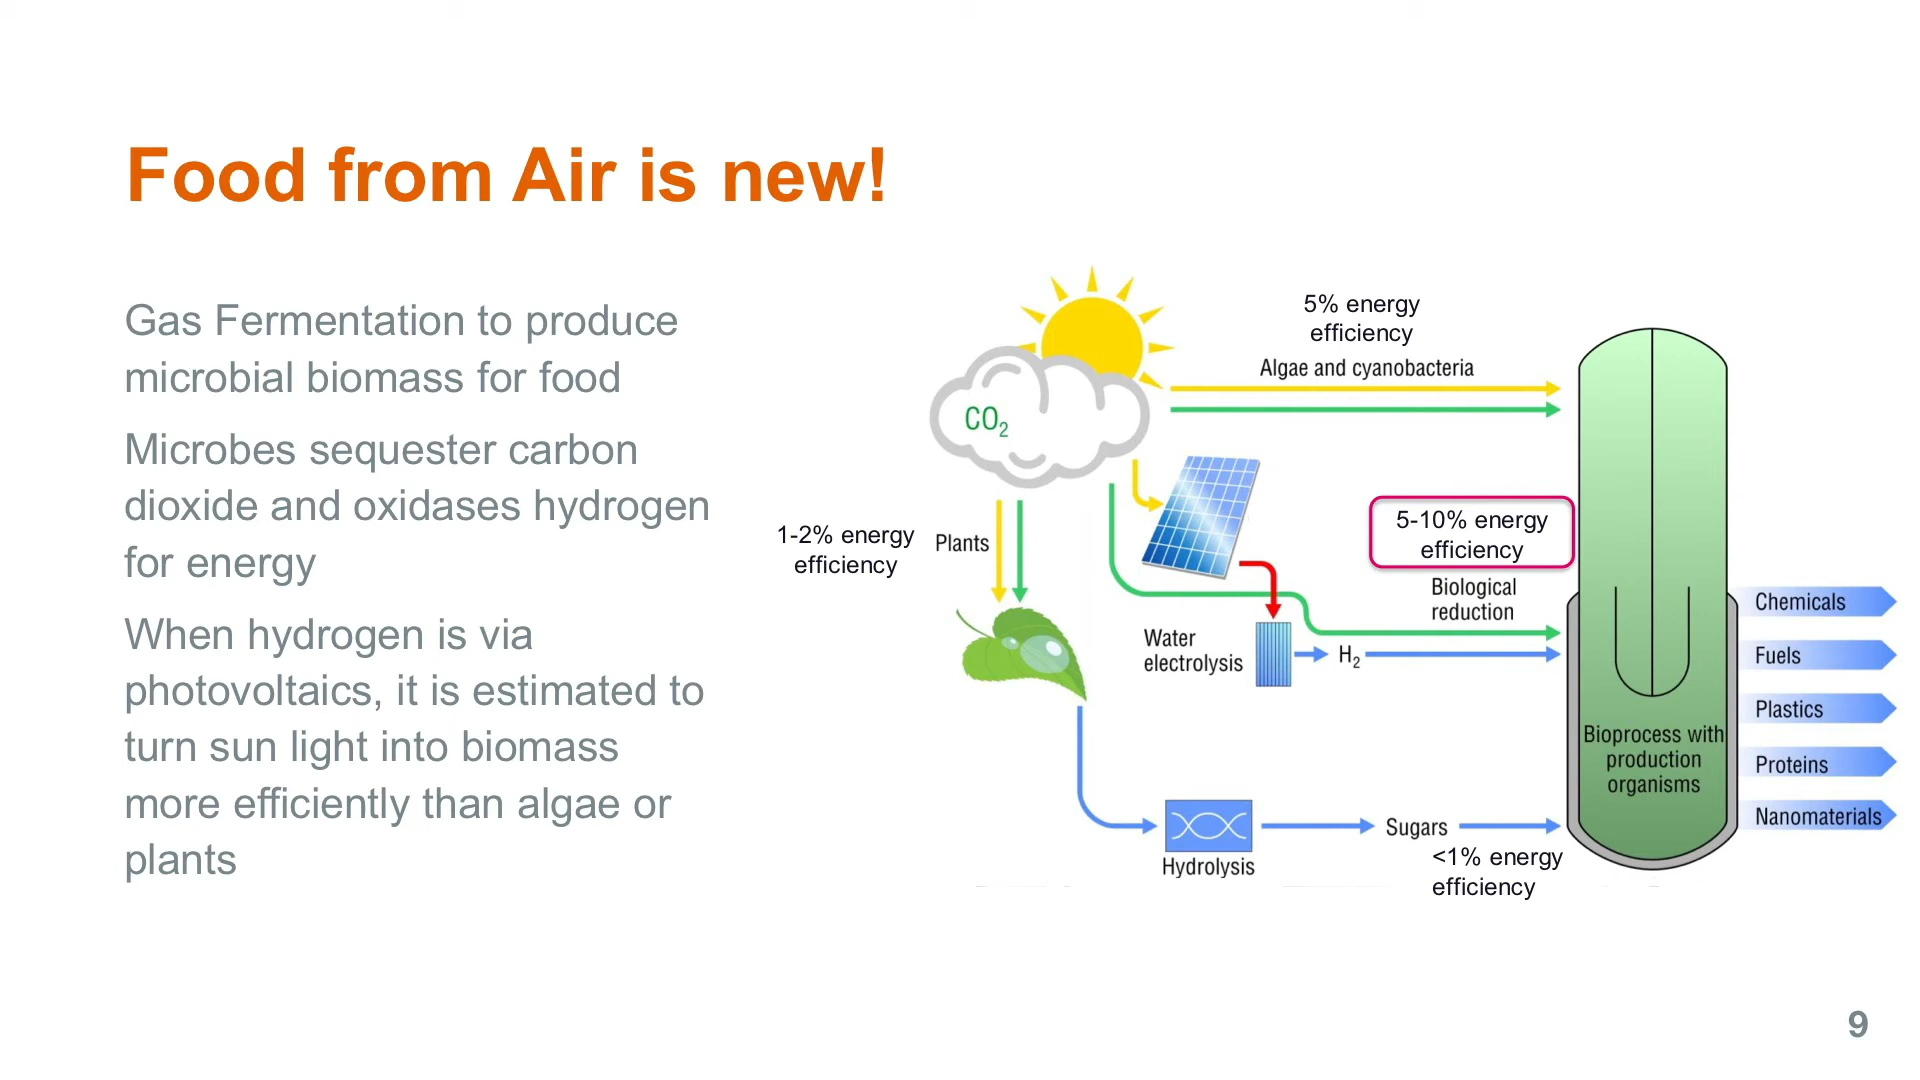 Food from Air is new!
Gas Fermentation to produce
microbial biomass for food
Microbes sequester carbon
dioxide and oxidases hydrogen
for energy
When hydrogen is via
photovoltaics, it is estimated to
turn sun light into biomass
more efficiently than algae or
plants
5% energy
efficiency
Algae and cyanobacteria
CO2
1-2% energy
efficiency
Plants
5-10% energy
efficiency
Biological
reduction
Water
electrolysis
H2
Hydrolysis
Sugars
<1% energy
efficiency
Bioprocess with
production
organisms
Chemicals
Fuels
Plastics
Proteins
Nanomaterials
9